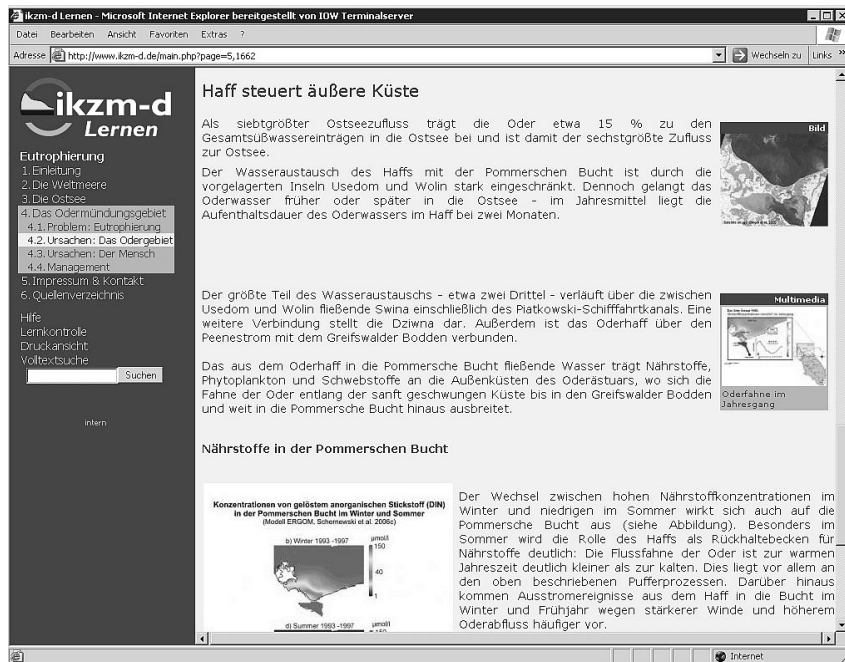 ikzm-d Lernen - Microsoft Internet Explorer bereitgestellt von IOW Terminalserver
Datei Bearbeiten Ansicht Favoriten Extras ?
Adresse http://www.ikzm-d.de/main.php?page=5,1662 Wechseln zu Links »
ikzm-d
Lernen
Eutrophierung
1. Einleitung
2. Die Weltmeere
3. Die Ostsee
4. Das Odermündungsgebiet
4.1. Problem: Eutrophierung
4.2. Ursachen: Das Odergebiet
4.3. Ursachen: Der Mensch
4.4. Management
5. Impressum & Kontakt
6. Quellenverzeichnis
Hilfe
Lernkontrolle
Druckansicht
Volltextsuche
Suchen
intern
Haff steuert äußere Küste
Als siebtgrößter Ostseezufluss trägt die Oder etwa 15 % zu den
Gesamtsüßwassereinträgen in die Ostsee bei und ist damit der sechstgrößte Zufluss
zur Ostsee.
Der Wasseraustausch des Haffs mit der Pommerschen Bucht ist durch die
vorgelagerten Inseln Usedom und Wolin stark eingeschränkt. Dennoch gelangt das
Oderwasser früher oder später in die Ostsee - im Jahresmittel liegt die
Aufenthaltsdauer des Oderwassers im Haff bei zwei Monaten.
Bild
Der größte Teil des Wasseraustauschs - etwa zwei Drittel - verläuft über die zwischen
Usedom und Wolin fließende Swina einschließlich des Piatkowski-Schifffahrtkanals. Eine
weitere Verbindung stellt die Dziwna dar. Außerdem ist das Oderhaff über den
Peenestrom mit dem Greifswalder Bodden verbunden.
Das aus dem Oderhaff in die Pommersche Bucht fließende Wasser trägt Nährstoffe,
Phytoplankton und Schwebstoffe an die Außenküsten des Oderästuars, wo sich die
Fahne der Oder entlang der sanft geschwungen Küste bis in den Greifswalder Bodden
und weit in die Pommersche Bucht hinaus ausbreitet.
Multimedia
Oderfahne im
Jahresgang
Nährstoffe in der Pommerschen Bucht
Konzentrationen von gelöstem anorganischen Stickstoff (DIN)
in der Pommerschen Bucht im Winter und Sommer
(Modell ERGOM, Schernewski et al. 2006c)
b) Winter 1993 -1997
µmol/l
150
40
1
d) Summer 1993 -1997
µmol/l
150
Der Wechsel zwischen hohen Nährstoffkonzentrationen im
Winter und niedrigen im Sommer wirkt sich auch auf die
Pommersche Bucht aus (siehe Abbildung). Besonders im
Sommer wird die Rolle des Haffs als Rückhaltebecken für
Nährstoffe deutlich: Die Flussfahne der Oder ist zur warmen
Jahreszeit deutlich kleiner als zur kalten. Dies liegt vor allem an
den oben beschriebenen Pufferprozessen. Darüber hinaus
kommen Ausstromereignisse aus dem Haff in die Bucht im
Winter und Frühjahr wegen stärkerer Winde und höherem
Oderabfluss häufiger vor.
Internet